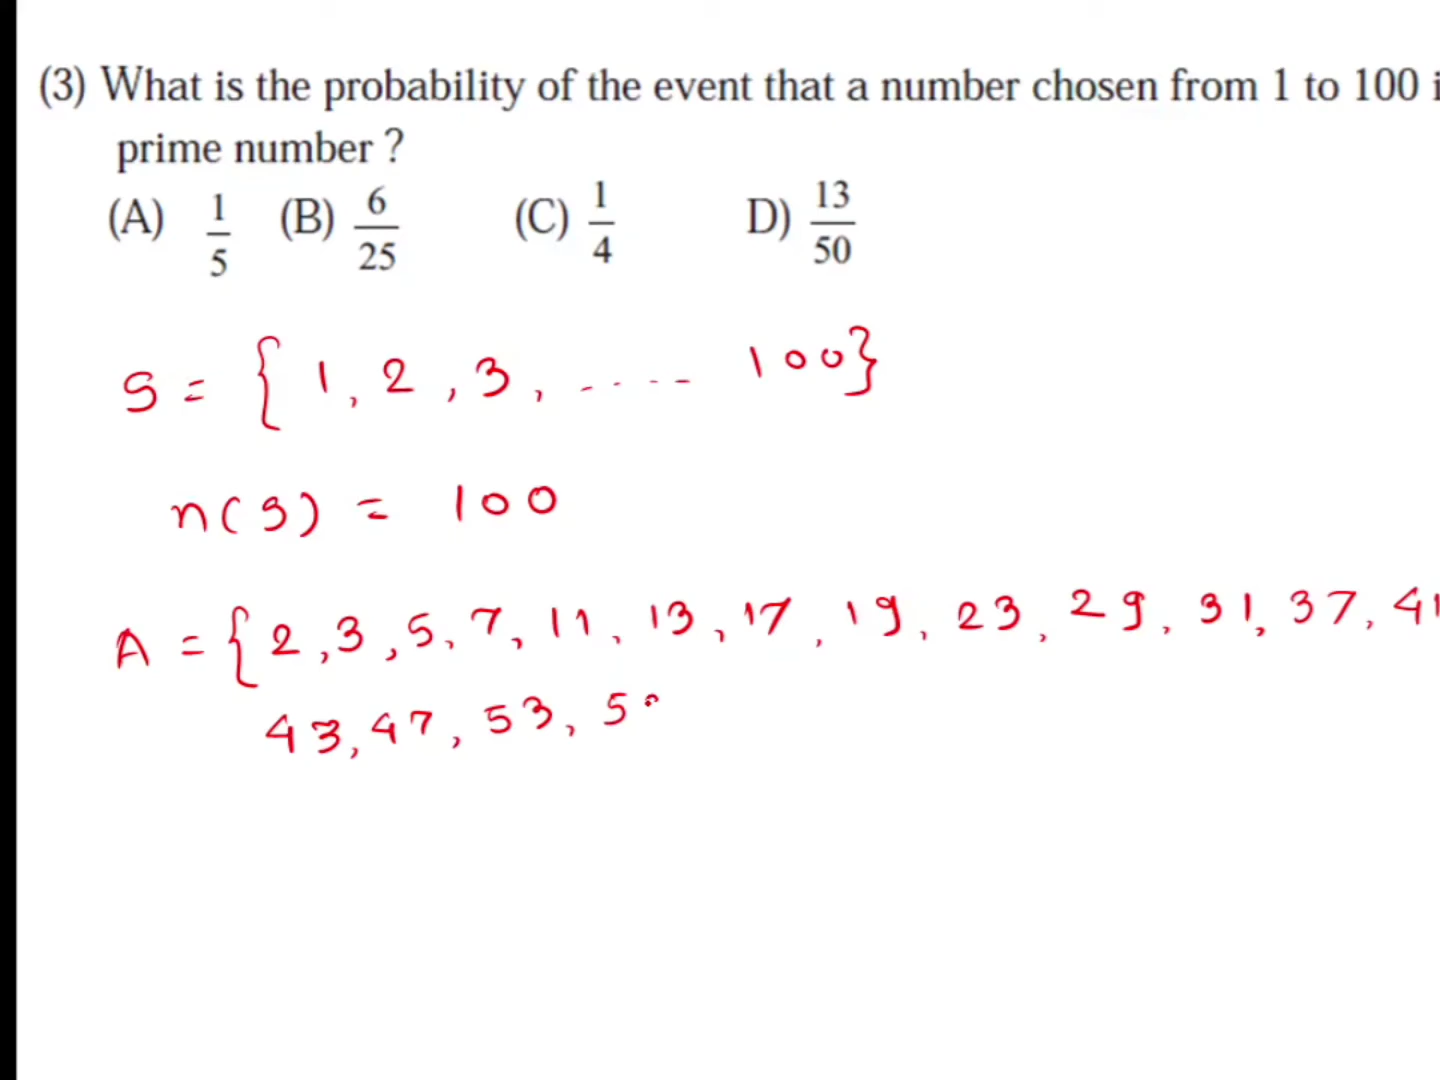 (3) What is the probability of the event that a number chosen from 1 to 100 i
prime number ?
(A) 1/5 (B) 6/25 (C) 1/4 D) 13/50
S = { 1, 2, 3, ..... 100}
n(S) = 100
A = { 2, 3, 5, 7, 11, 13, 17, 19, 23, 29, 31, 37, 41
43, 47, 53, 5